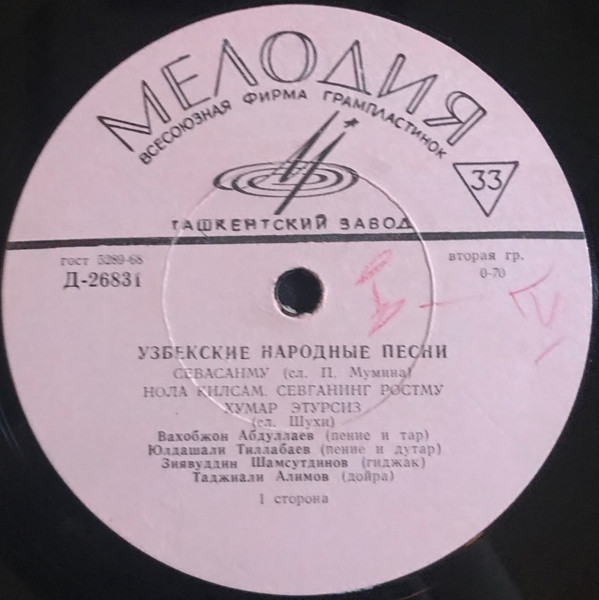 МЕЛОДИЯ
ВСЕСОЮЗНАЯ ФИРМА ГРАМПЛАСТИНОК
33
ТАШКЕНТСКИЙ ЗАВОД
гост 5289-68
вторая гр.
Д-26831
0-70
УЗБЕКСКИЕ НАРОДНЫЕ ПЕСНИ
СЕВАСАНМУ (сл. П. Мумина)
НОЛА КИЛСАМ. СЕВГАНИНГ РОСТМУ
ХУМАР ЭТУРСИЗ
(сл. Шухи)
Вахобжон Абдуллаев (пение и тар)
Юлдашали Тиллабаев (пение и дутар)
Зиявуддин Шамсутдинов (гиджак)
Таджиали Алимов (дойра)
1 сторона